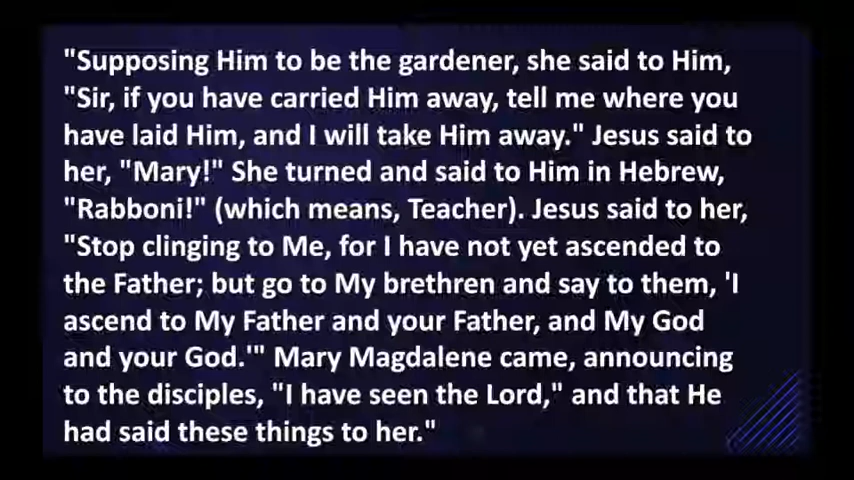 "Supposing Him to be the gardener, she said to Him,
"Sir, if you have carried Him away, tell me where you
have laid Him, and I will take Him away." Jesus said to
her, "Mary!" She turned and said to Him in Hebrew,
"Rabboni!" (which means, Teacher). Jesus said to her,
"Stop clinging to Me, for I have not yet ascended to
the Father; but go to My brethren and say to them, 'I
ascend to My Father and your Father, and My God
and your God.'" Mary Magdalene came, announcing
to the disciples, "I have seen the Lord," and that He
had said these things to her."